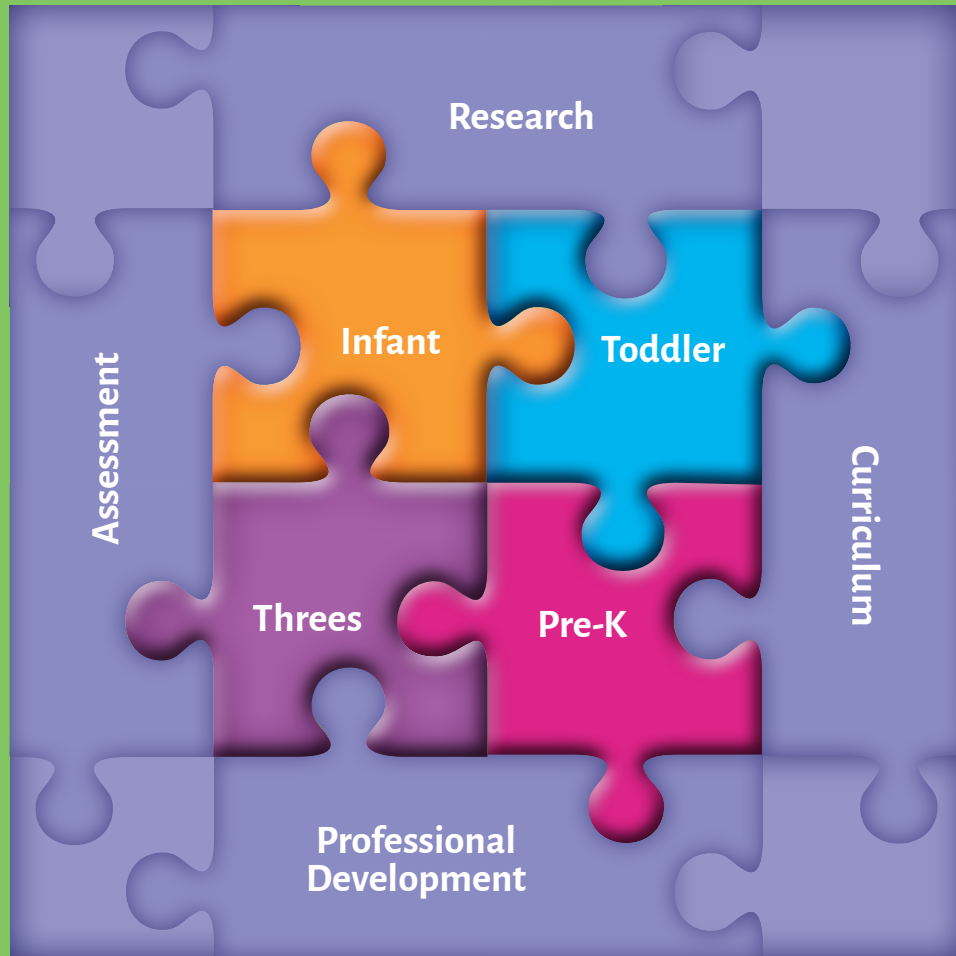 Research
Infant
Toddler
Assessment
Curriculum
Threes
Pre-K
Professional
Development